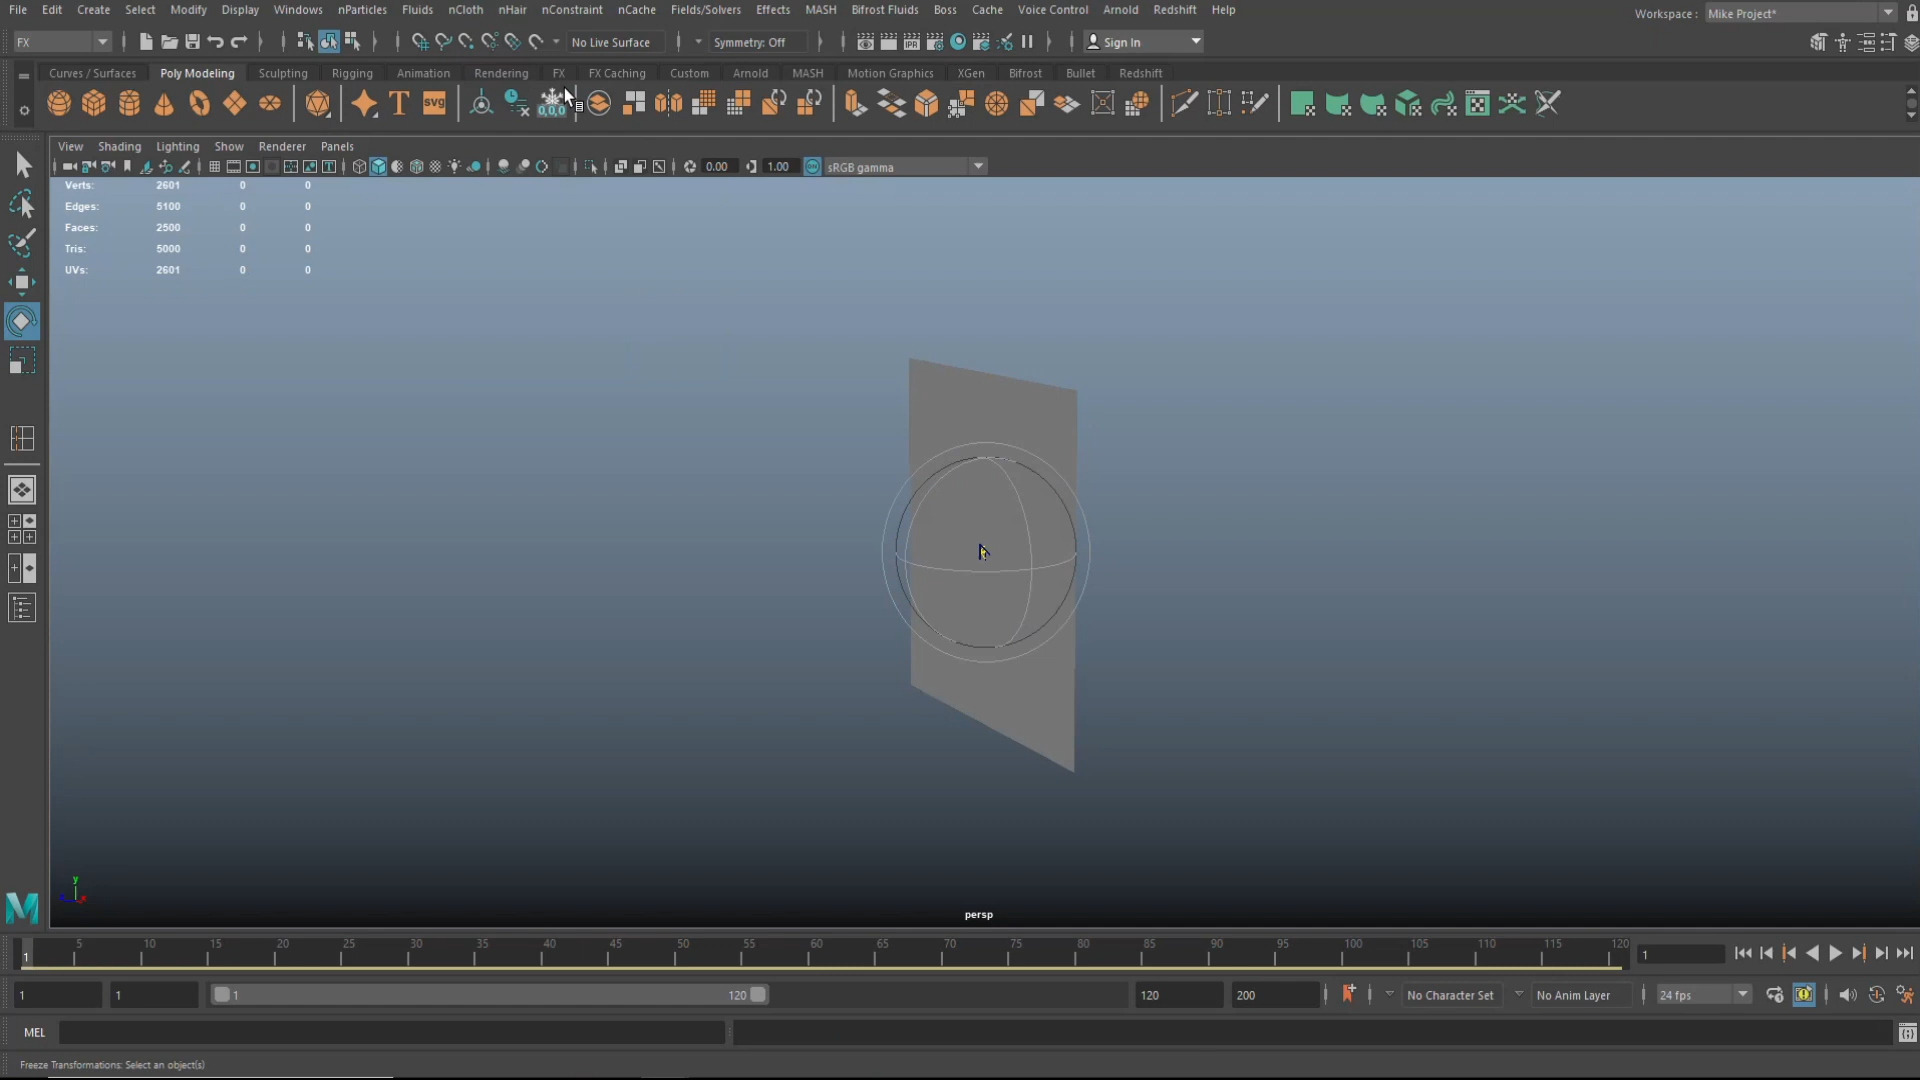 File Edit Create Select Modify Display Windows nParticles Fluids nCloth nHair nConstraint nCache Fields/Solvers Effects MASH Bifrost Fluids Boss Cache Voice Control Arnold Redshift Help
Workspace : Mike Project*
FX No Live Surface Symmetry: Off IPR Sign In
Curves / Surfaces Poly Modeling Sculpting Rigging Animation Rendering FX FX Caching Custom Arnold MASH Motion Graphics XGen Bifrost Bullet Redshift
T svg 0,0,0
View Shading Lighting Show Renderer Panels
0.00 1.00 ON sRGB gamma
Verts: 2601 0 0
Edges: 5100 0 0
Faces: 2500 0 0
Tris: 5000 0 0
UVs: 2601 0 0
y
persp
1 5 10 15 20 25 30 35 40 45 50 55 60 65 70 75 80 85 90 95 100 105 110 115 120 1
1 1 1 120 120 200 No Character Set No Anim Layer 24 fps
MEL
Freeze Transformations: Select an object(s)